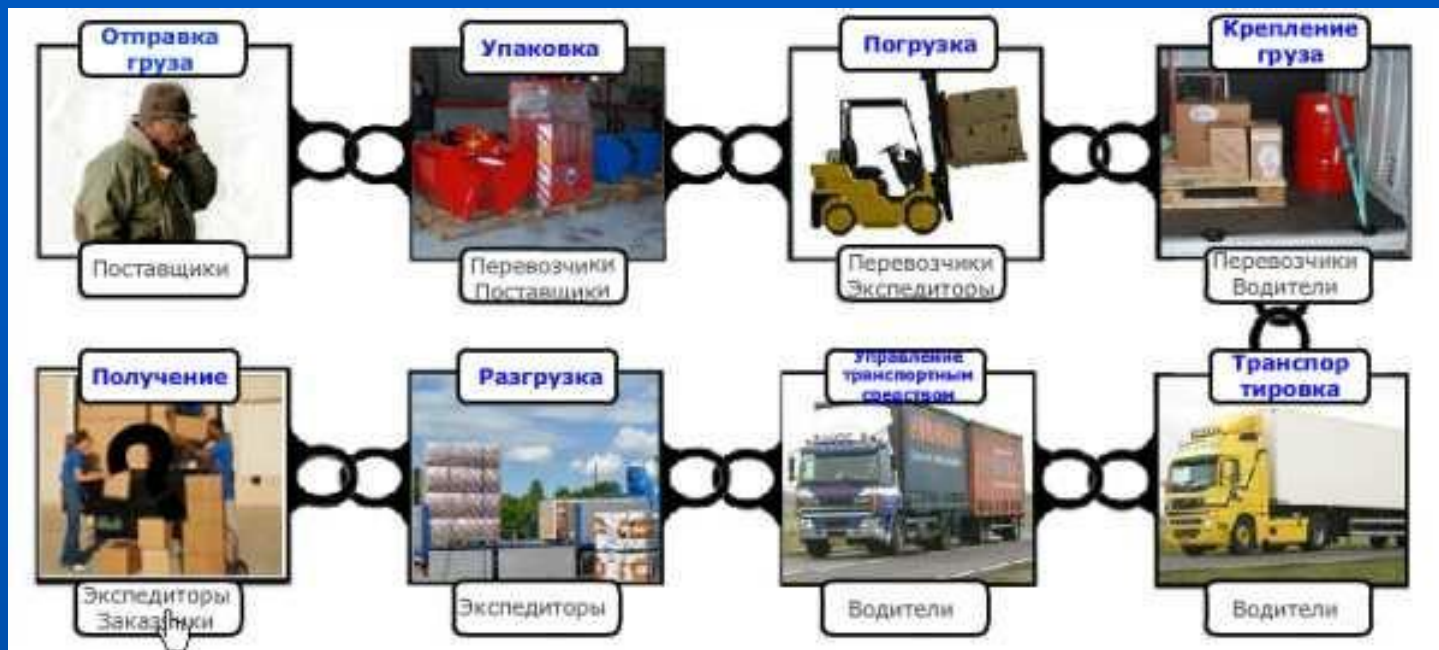 Отправка
груза
Поставщики
Упаковка
Перевозчики
Поставщики
Погрузка
Перевозчики
Экспедиторы
Крепление
груза
Перевозчики
Водители
Получение
Экспедиторы
Заказчики
Разгрузка
Экспедиторы
Управление
транспортным
средством
Водители
Транспор
тировка
Водители